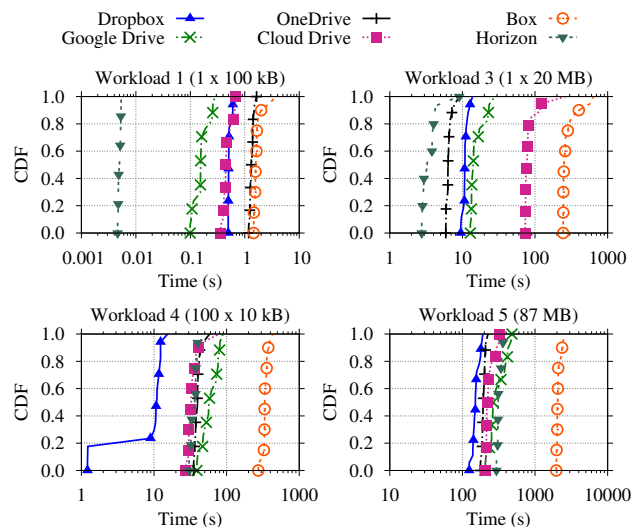 Dropbox OneDrive Box
Google Drive Cloud Drive Horizon
Workload 1 (1 x 100 kB) Workload 3 (1 x 20 MB)
1.0 1.0
0.8 0.8
0.6 0.6
CDF CDF
0.4 0.4
0.2 0.2
0.0 0.0
0.001 0.01 0.1 1 10 1 10 100 1000
Time (s) Time (s)
Workload 4 (100 x 10 kB) Workload 5 (87 MB)
1.0 1.0
0.8 0.8
0.6 0.6
CDF CDF
0.4 0.4
0.2 0.2
0.0 0.0
1 10 100 1000 10 100 1000 10000
Time (s) Time (s)